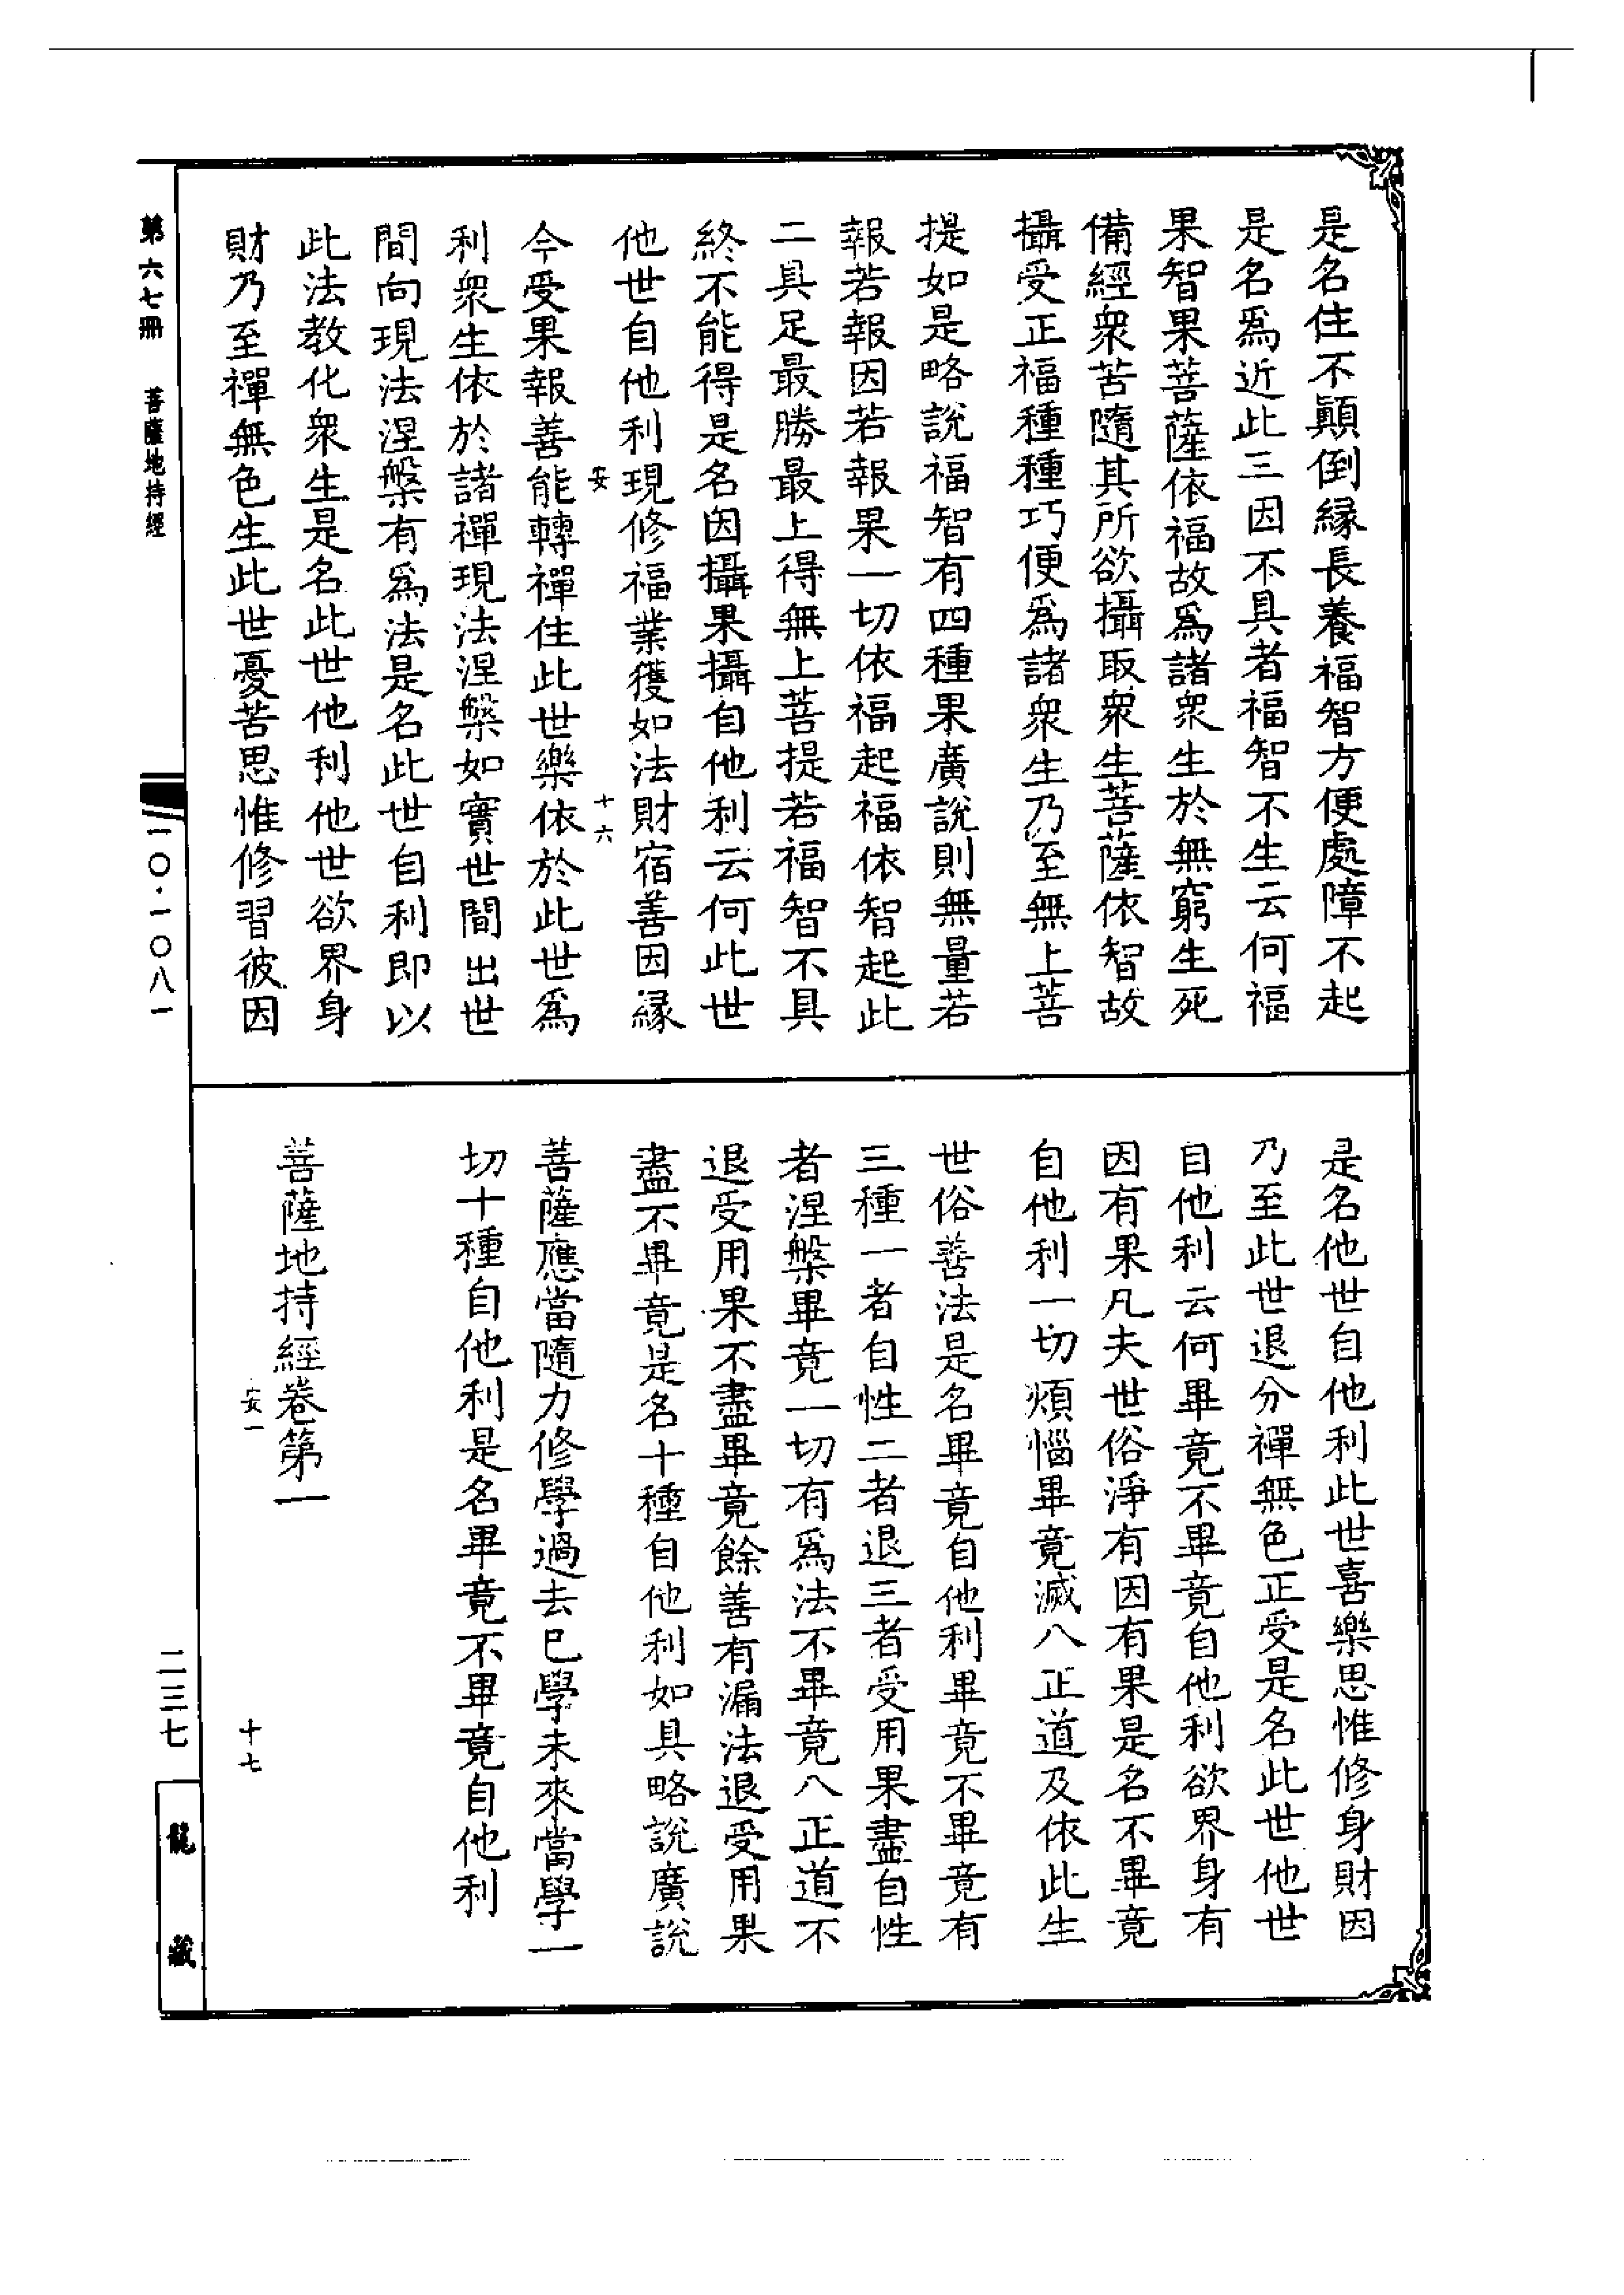 是名住不顚倒緣長養福智方便處障不起
是名爲近此三因不具者福智不生云何福
果智果菩薩依福故爲諸衆生於無窮生死
備經衆苦隨其所欲攝取衆生菩薩依智故
攝受正福種種巧便爲諸衆生乃至無上菩
提如是略說福智有四種果廣說則無量若
報若報因若報果一切依福起福依智起此
二具足最勝最上得無上菩提若福智不具
終不能得是名因攝果攝自他利云何此世
他世自他利現修福業獲如法財宿善因緣
安
十六
今受果報善能轉禪住此世樂依於此世爲
利衆生依於諸禪現法涅槃如實世間出世
間向現法涅槃有爲法是名此世自利即以
此法教化衆生是名此世他利他世欲界身
財乃至禪無色生此世憂苦思惟修習彼因
是名他世自他利此世喜樂思惟修身財因
乃至此世退分禪無色正受是名此世他世
自他利云何畢竟不畢竟自他利欲界身有
因有果凡夫世俗淨有因有果是名不畢竟
自他利一切煩惱畢竟滅八正道及依此生
世俗善法是名畢竟自他利畢竟不畢竟有
三種一者自性二者退三者受用果盡自性
者涅槃畢竟一切有爲法不畢竟八正道不
退受用果不盡畢竟餘善有漏法退受用果
盡不畢竟是名十種自他利如具略說廣說
菩薩應當隨力修學過去已學未來當學一
切十種自他利是名畢竟不畢竟自他利
菩薩地持經卷第一
安一
十七
第六七冊 菩薩地持經
一〇·一〇八一
二三七
龍藏